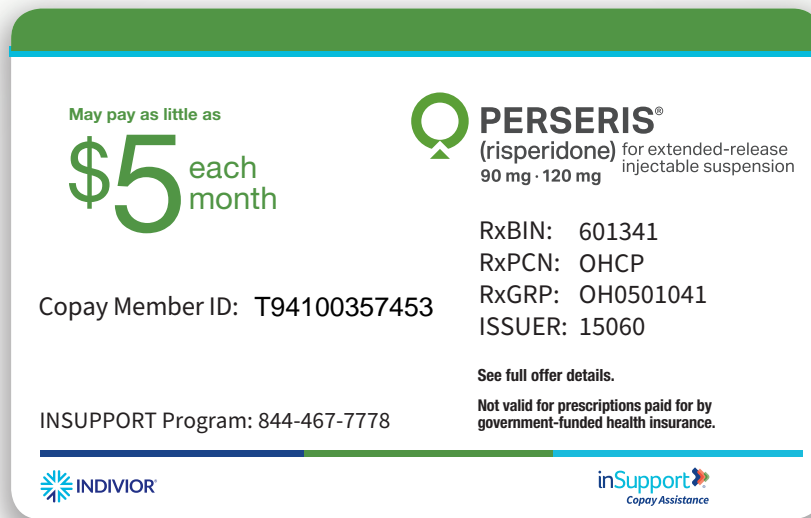 May pay as little as
$5 each
month
PERSERIS®
(risperidone) for extended-release
90 mg · 120 mg injectable suspension
RxBIN: 601341
RxPCN: OHCP
RxGRP: OH0501041
ISSUER: 15060
Copay Member ID: T94100357453
See full offer details.
Not valid for prescriptions paid for by
government-funded health insurance.
INSUPPORT Program: 844-467-7778
INDIVIOR®
inSupport
Copay Assistance